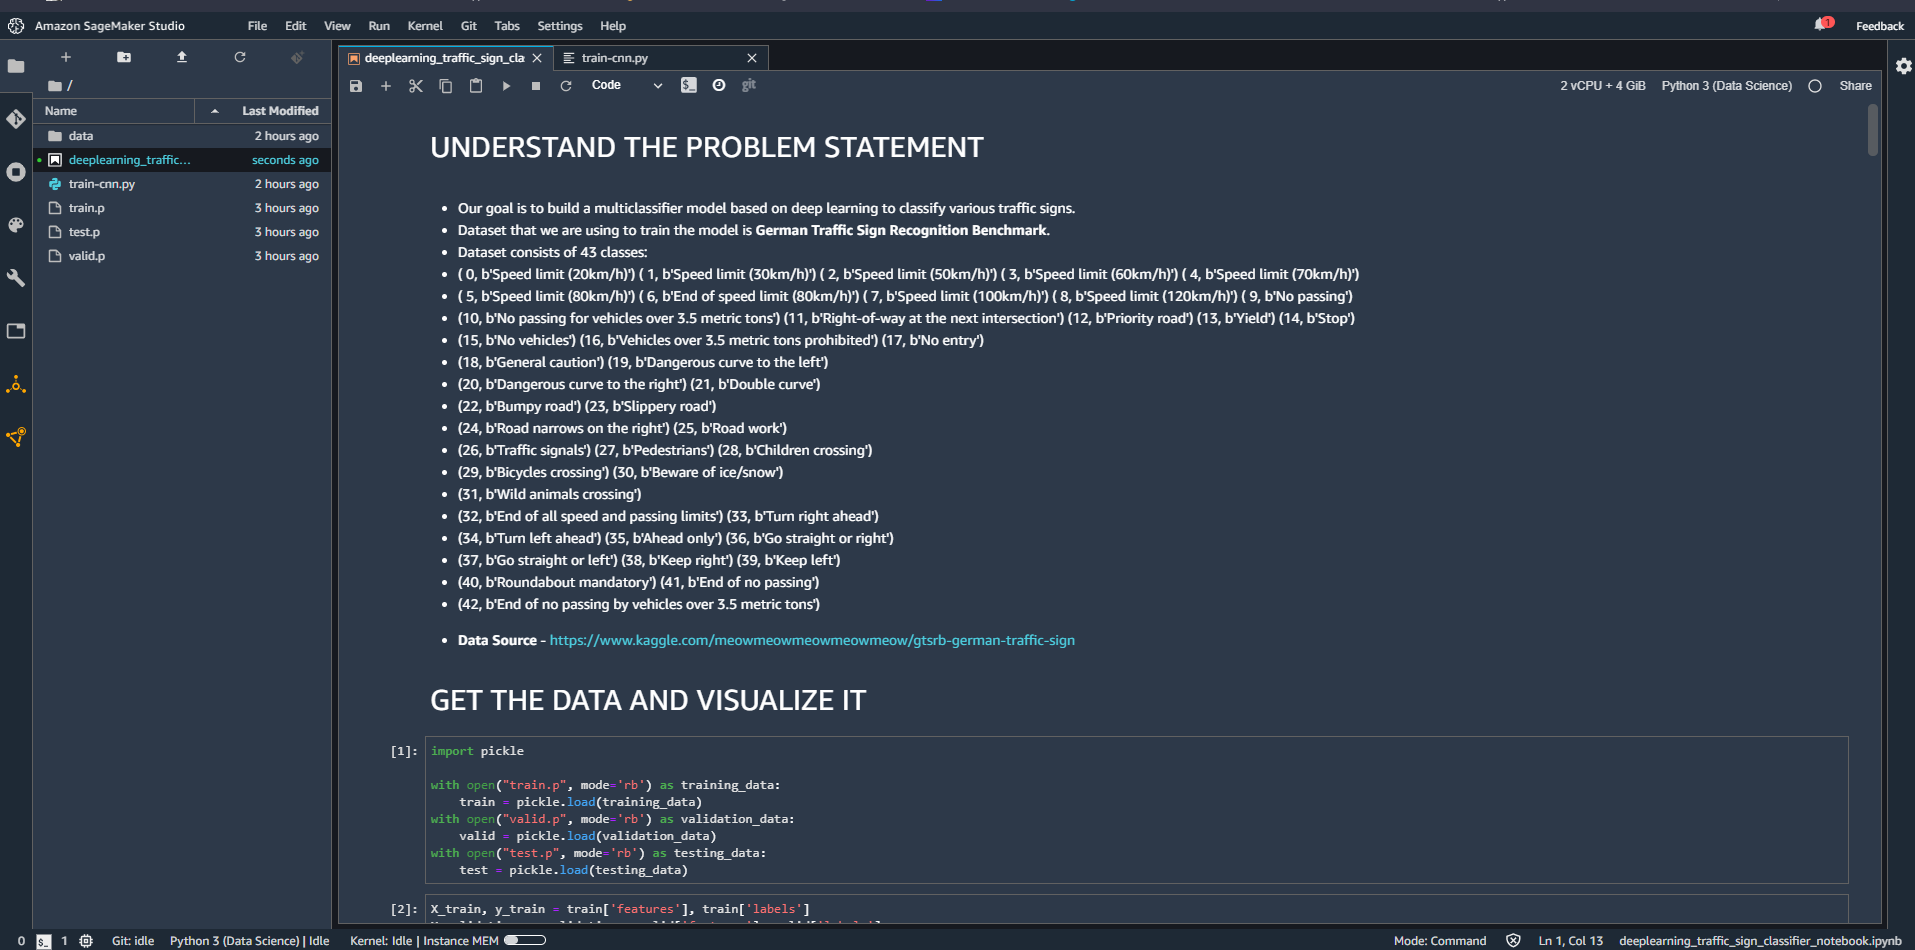 Amazon SageMaker Studio File Edit View Run Kernel Git Tabs Settings Help 1 Feedback
deeplearning_traffic_sign_cla train-cnn.py
/
Code git 2 vCPU + 4 GiB Python 3 (Data Science) Share
Name Last Modified
data 2 hours ago
deeplearning_traffic... seconds ago
train-cnn.py 2 hours ago
train.p 3 hours ago
test.p 3 hours ago
valid.p 3 hours ago
UNDERSTAND THE PROBLEM STATEMENT
Our goal is to build a multiclassifier model based on deep learning to classify various traffic signs.
Dataset that we are using to train the model is German Traffic Sign Recognition Benchmark.
Dataset consists of 43 classes:
( 0, b'Speed limit (20km/h)') ( 1, b'Speed limit (30km/h)') ( 2, b'Speed limit (50km/h)') ( 3, b'Speed limit (60km/h)') ( 4, b'Speed limit (70km/h)')
( 5, b'Speed limit (80km/h)') ( 6, b'End of speed limit (80km/h)') ( 7, b'Speed limit (100km/h)') ( 8, b'Speed limit (120km/h)') ( 9, b'No passing')
(10, b'No passing for vehicles over 3.5 metric tons') (11, b'Right-of-way at the next intersection') (12, b'Priority road') (13, b'Yield') (14, b'Stop')
(15, b'No vehicles') (16, b'Vehicles over 3.5 metric tons prohibited') (17, b'No entry')
(18, b'General caution') (19, b'Dangerous curve to the left')
(20, b'Dangerous curve to the right') (21, b'Double curve')
(22, b'Bumpy road') (23, b'Slippery road')
(24, b'Road narrows on the right') (25, b'Road work')
(26, b'Traffic signals') (27, b'Pedestrians') (28, b'Children crossing')
(29, b'Bicycles crossing') (30, b'Beware of ice/snow')
(31, b'Wild animals crossing')
(32, b'End of all speed and passing limits') (33, b'Turn right ahead')
(34, b'Turn left ahead') (35, b'Ahead only') (36, b'Go straight or right')
(37, b'Go straight or left') (38, b'Keep right') (39, b'Keep left')
(40, b'Roundabout mandatory') (41, b'End of no passing')
(42, b'End of no passing by vehicles over 3.5 metric tons')
Data Source - https://www.kaggle.com/meowmeowmeowmeowmeow/gtsrb-german-traffic-sign
GET THE DATA AND VISUALIZE IT
[1]: import pickle
with open("train.p", mode='rb') as training_data:
train = pickle.load(training_data)
with open("valid.p", mode='rb') as validation_data:
valid = pickle.load(validation_data)
with open("test.p", mode='rb') as testing_data:
test = pickle.load(testing_data)
[2]: X_train, y_train = train['features'], train['labels']
0 $_ 1 Git: idle Python 3 (Data Science) | Idle Kernel: Idle | Instance MEM Mode: Command Ln 1, Col 13 deeplearning_traffic_sign_classifier_notebook.ipynb